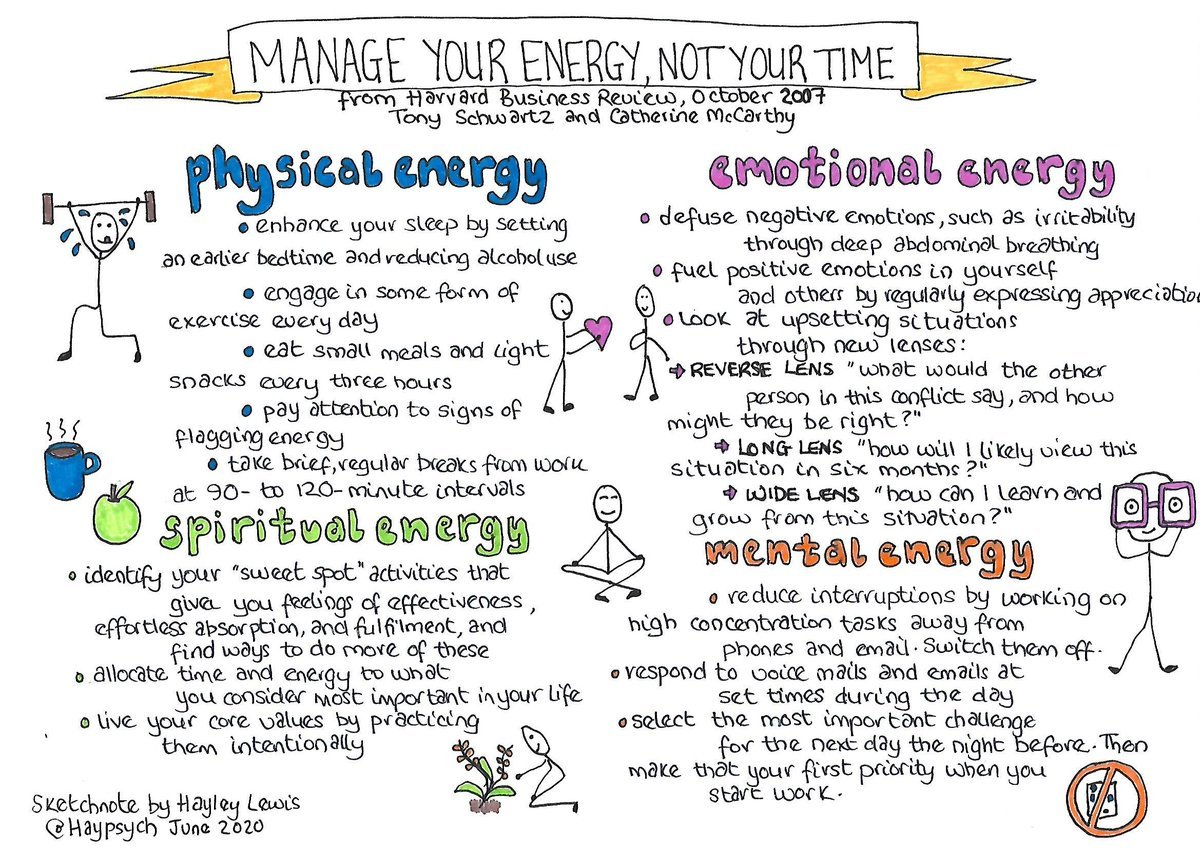 MANAGE YOUR ENERGY, NOT YOUR TIME
from Harvard Business Review, October 2007
Tony Schwartz and Catherine McCarthy
physical energy
• enhance your sleep by setting
an earlier bedtime and reducing alcohol use
• engage in some form of
exercise every day
• eat small meals and light
snacks every three hours
• pay attention to signs of
flagging energy
• take brief, regular breaks from work
at 90- to 120-minute intervals
emotional energy
• defuse negative emotions, such as irritability
through deep abdominal breathing
• fuel positive emotions in yourself
and others by regularly expressing appreciation
• LOOK at upsetting situations
through new lenses:
➔ REVERSE LENS "what would the other
person in this conflict say, and how
might they be right?"
➔ LONG LENS "how will I likely view this
situation in six months?"
➔ WIDE LENS "how can I learn and
grow from this situation?"
spiritual energy
• identify your "sweet spot" activities that
give you feelings of effectiveness,
effortless absorption, and fulfilment, and
find ways to do more of these
• allocate time and energy to what
you consider most important in your life
• live your core values by practicing
them intentionally
mental energy
• reduce interruptions by working on
high concentration tasks away from
phones and email. Switch them off.
• respond to voice mails and emails at
set times during the day
• select the most important challenge
for the next day the night before. Then
make that your first priority when you
start work.
Sketchnote by Hayley Lewis
@Haypsych June 2020